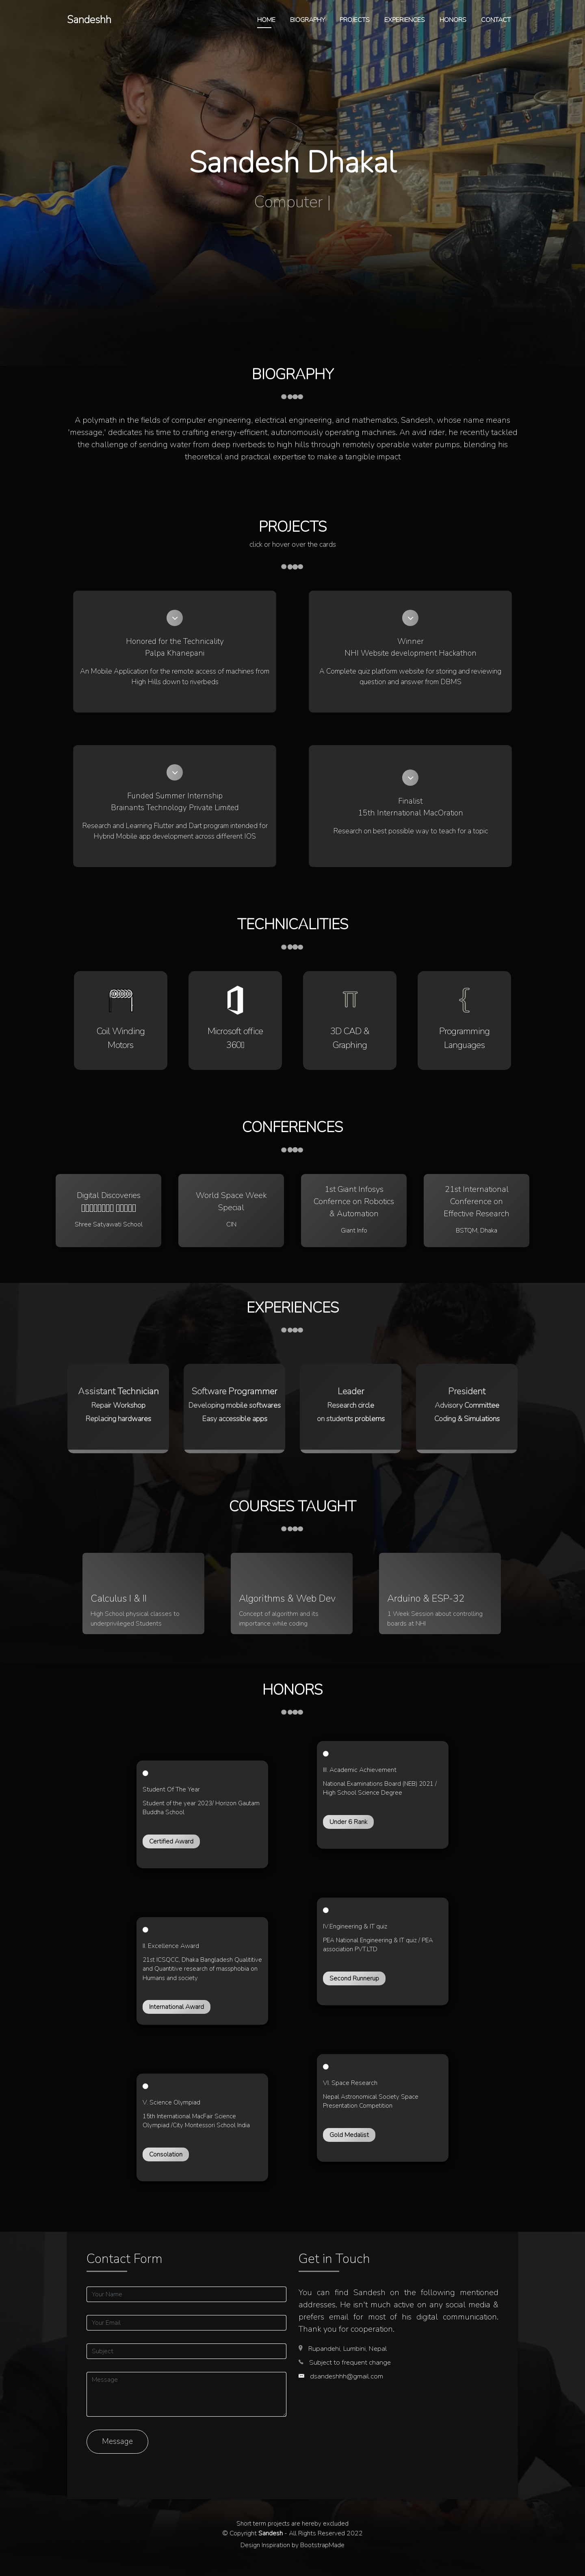 Sandeshh
HOME BIOGRAPHY PROJECTS EXPERIENCES HONORS CONTACT
Sandesh Dhakal
Computer |
BIOGRAPHY
A polymath in the fields of computer engineering, electrical engineering, and mathematics, Sandesh, whose name means
'message,' dedicates his time to crafting energy-efficient, autonomously operating machines. An avid rider, he recently tackled
the challenge of sending water from deep riverbeds to high hills through remotely operable water pumps, blending his
theoretical and practical expertise to make a tangible impact
PROJECTS
click or hover over the cards
Honored for the Technicality
Palpa Khanepani
An Mobile Application for the remote access of machines from
High Hills down to riverbeds
Winner
NHI Website development Hackathon
A Complete quiz platform website for storing and reviewing
question and answer from DBMS
Funded Summer Internship
Brainants Technology Private Limited
Research and Learning Flutter and Dart program intended for
Hybrid Mobile app development across different IOS
Finalist
15th International MacOration
Research on best possible way to teach for a topic
TECHNICALITIES
Coil Winding
Motors
Microsoft office
360
3D CAD &
Graphing
Programming
Languages
CONFERENCES
Digital Discoveries
Shree Satyawati School
World Space Week
Special
CIN
1st Giant Infosys
Confernce on Robotics
& Automation
Giant Info
21st International
Conference on
Effective Research
BSTQM, Dhaka
EXPERIENCES
Assistant Technician
Repair Workshop
Replacing hardwares
Software Programmer
Developing mobile softwares
Easy accessible apps
Leader
Research circle
on students problems
President
Advisory Committee
Coding & Simulations
COURSES TAUGHT
Calculus I & II
High School physical classes to
underprivileged Students
Algorithms & Web Dev
Concept of algorithm and its
importance while coding
Arduino & ESP-32
1 Week Session about controlling
boards at NHI
HONORS
Student Of The Year
Student of the year 2023/ Horizon Gautam
Buddha School
Certified Award
III. Academic Achievement
National Examinations Board (NEB) 2021 /
High School Science Degree
Under 6 Rank
II. Excellence Award
21st ICSQCC, Dhaka Bangladesh Qualititive
and Quantitive research of massphobia on
Humans and society
International Award
IV.Engineering & IT quiz
PEA National Engineering & IT quiz / PEA
association PVT.LTD
Second Runnerup
V. Science Olympiad
15th International MacFair Science
Olympiad /City Montessori School India
Consolation
VI. Space Research
Nepal Astronomical Society Space
Presentation Competition
Gold Medalist
Contact Form
Your Name
Your Email
Subject
Message
Message
Get in Touch
You can find Sandesh on the following mentioned
addresses. He isn't much active on any social media &
prefers email for most of his digital communication.
Thank you for cooperation.
Rupandehi, Lumbini, Nepal
Subject to frequent change
dsandeshhh@gmail.com
Short term projects are hereby excluded
© Copyright Sandesh - All Rights Reserved 2022
Design Inspiration by BootstrapMade